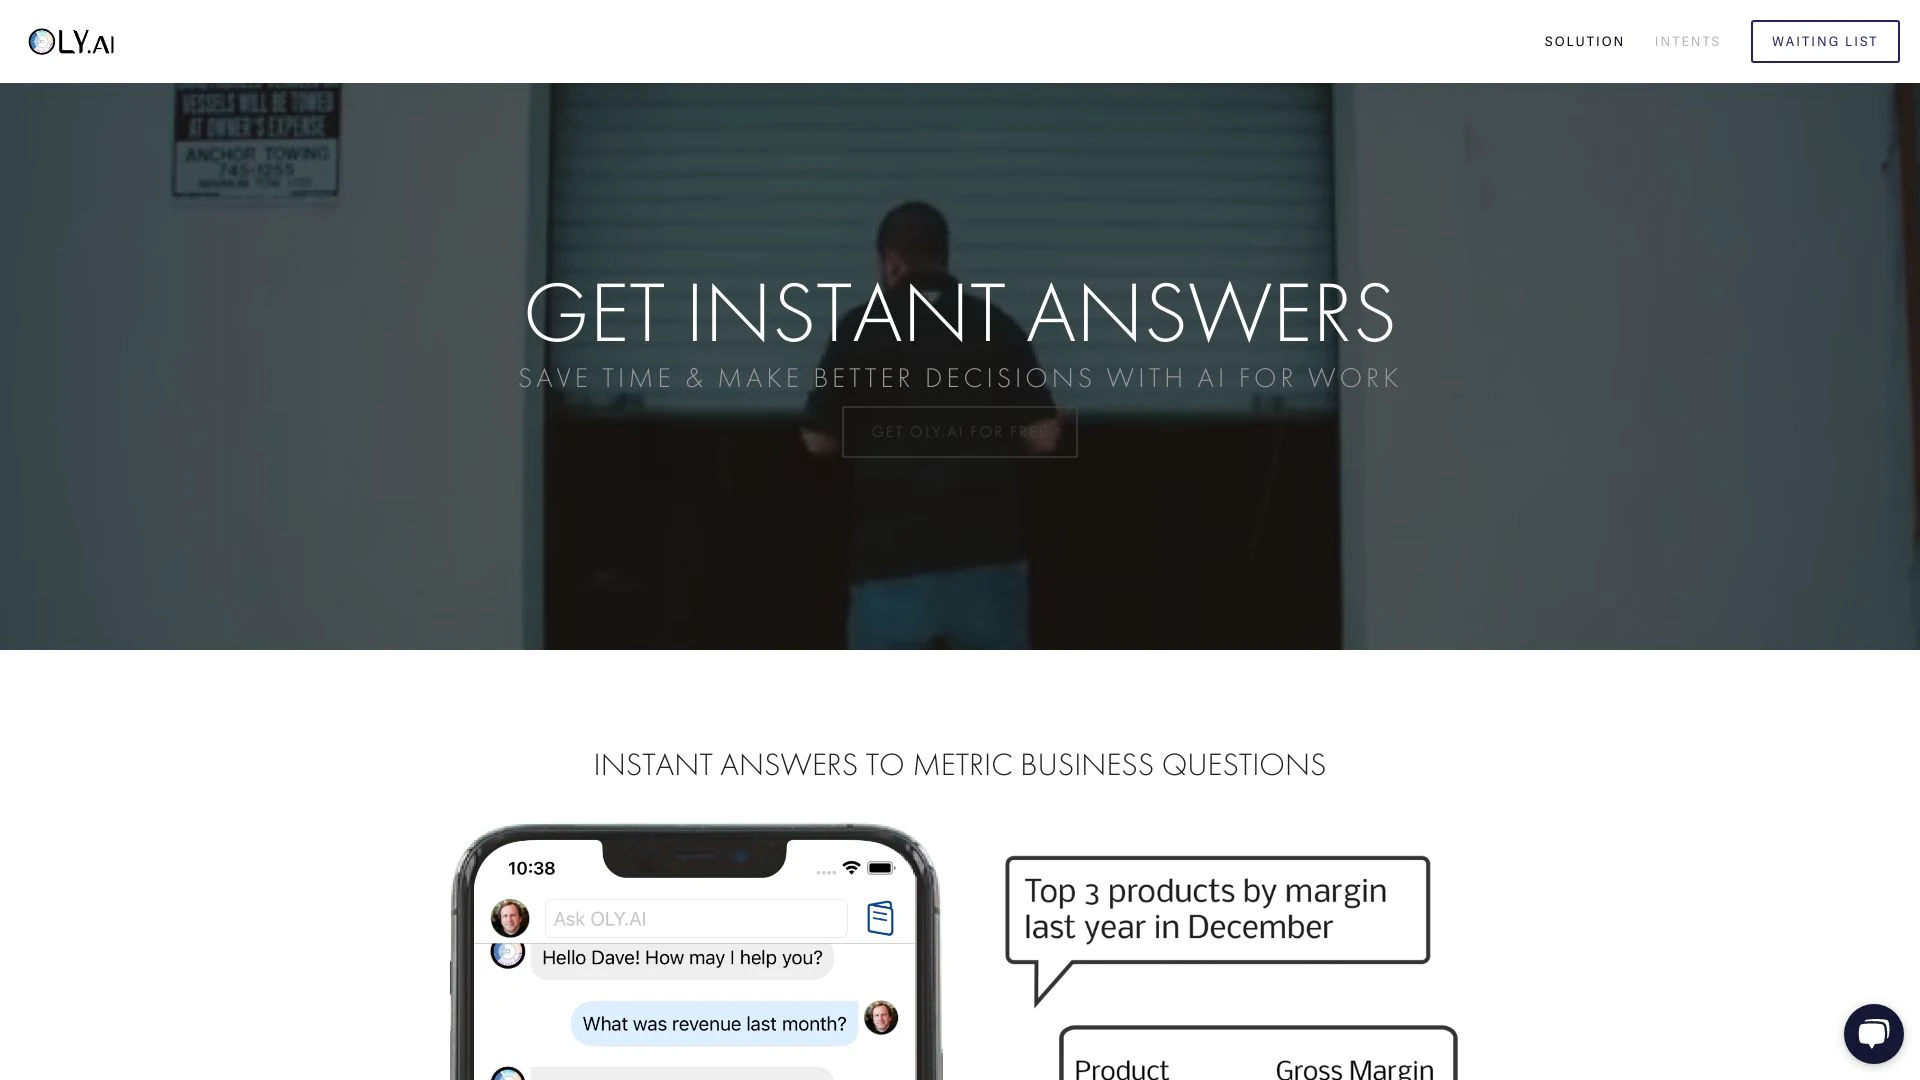 OLY.AI
SOLUTION
INTENTS
WAITING LIST
VESSELS WILL BE TOWED
AT OWNER'S EXPENSE
ANCHOR TOWING
745-1255
GET INSTANT ANSWERS
SAVE TIME & MAKE BETTER DECISIONS WITH AI FOR WORK
GET OLY.AI FOR FREE
INSTANT ANSWERS TO METRIC BUSINESS QUESTIONS
10:38
Ask OLY.AI
Hello Dave! How may I help you?
What was revenue last month?
Top 3 products by margin
last year in December
Product Gross Margin